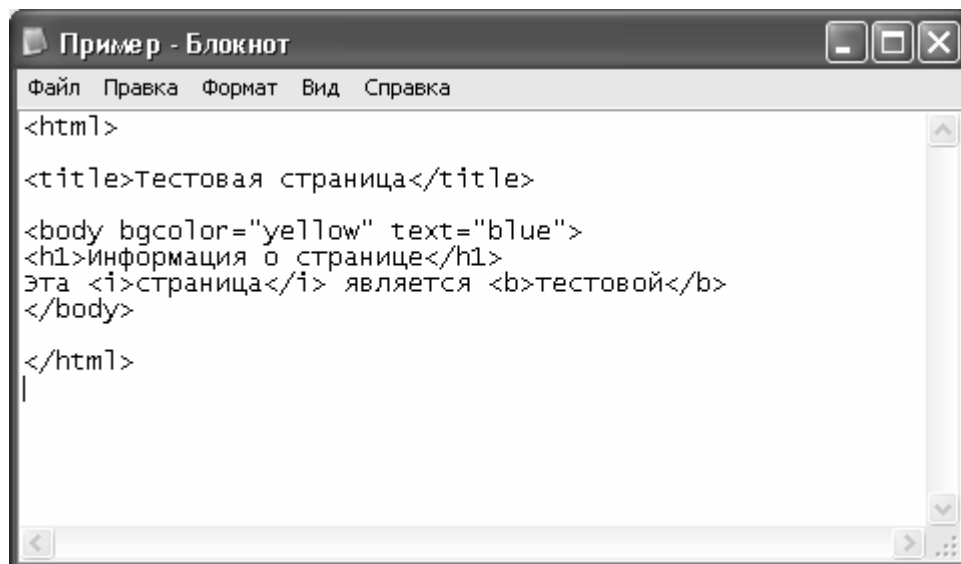 Пример - Блокнот
Файл Правка Формат Вид Справка
<html>
<title>Тестовая страница</title>
<body bgcolor="yellow" text="blue">
<h1>Информация о странице</h1>
Эта <i>страница</i> является <b>тестовой</b>
</body>
</html>